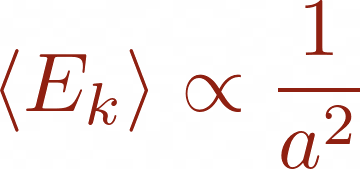 ⟨E_k⟩ ∝ 1/a²